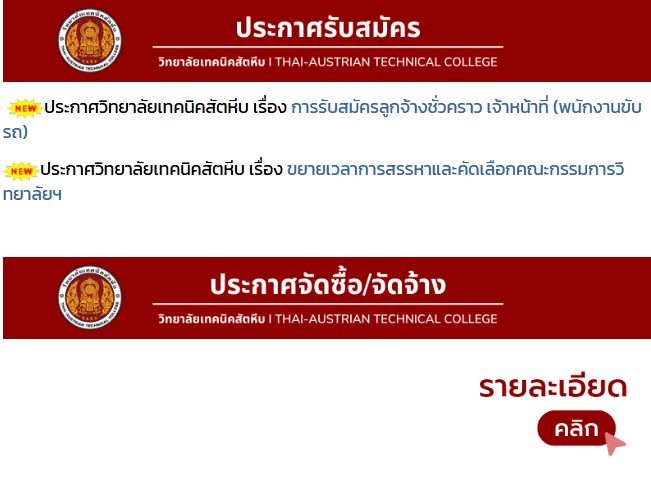 ประกาศรับสมัคร
วิทยาลัยเทคนิคสัตหีบ I THAI-AUSTRIAN TECHNICAL COLLEGE
NEW ประกาศวิทยาลัยเทคนิคสัตหีบ เรื่อง การรับสมัครลูกจ้างชั่วคราว เจ้าหน้าที่ (พนักงานขับ
รถ)
NEW ประกาศวิทยาลัยเทคนิคสัตหีบ เรื่อง ขยายเวลาการสรรหาและคัดเลือกคณะกรรมการวิ
ทยาลัยฯ
ประกาศจัดซื้อ/จัดจ้าง
วิทยาลัยเทคนิคสัตหีบ I THAI-AUSTRIAN TECHNICAL COLLEGE
รายละเอียด
คลิก